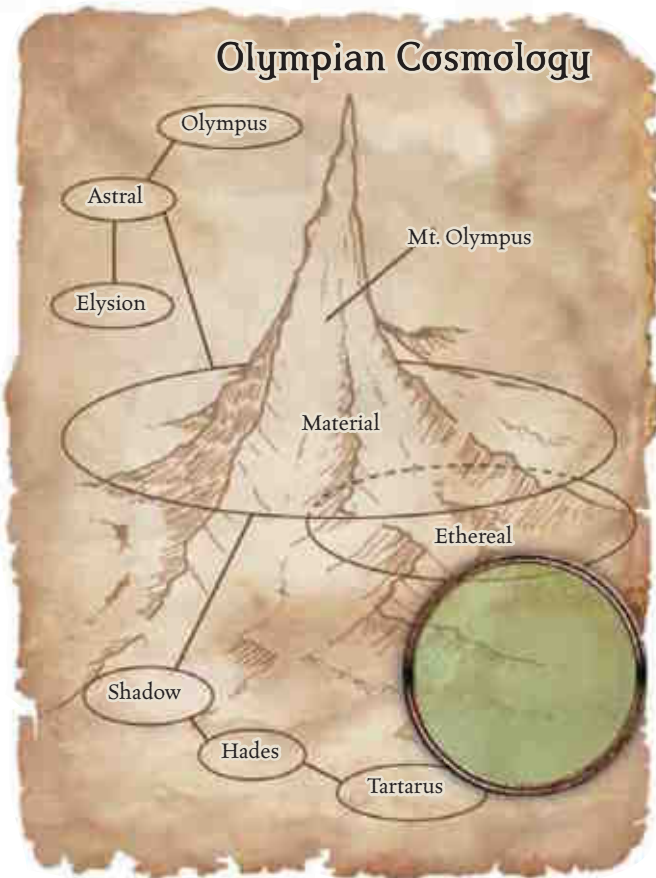 Olympian Cosmology
Olympus
Astral
Mt. Olympus
Elysion
Material
Ethereal
Shadow
Hades
Tartarus